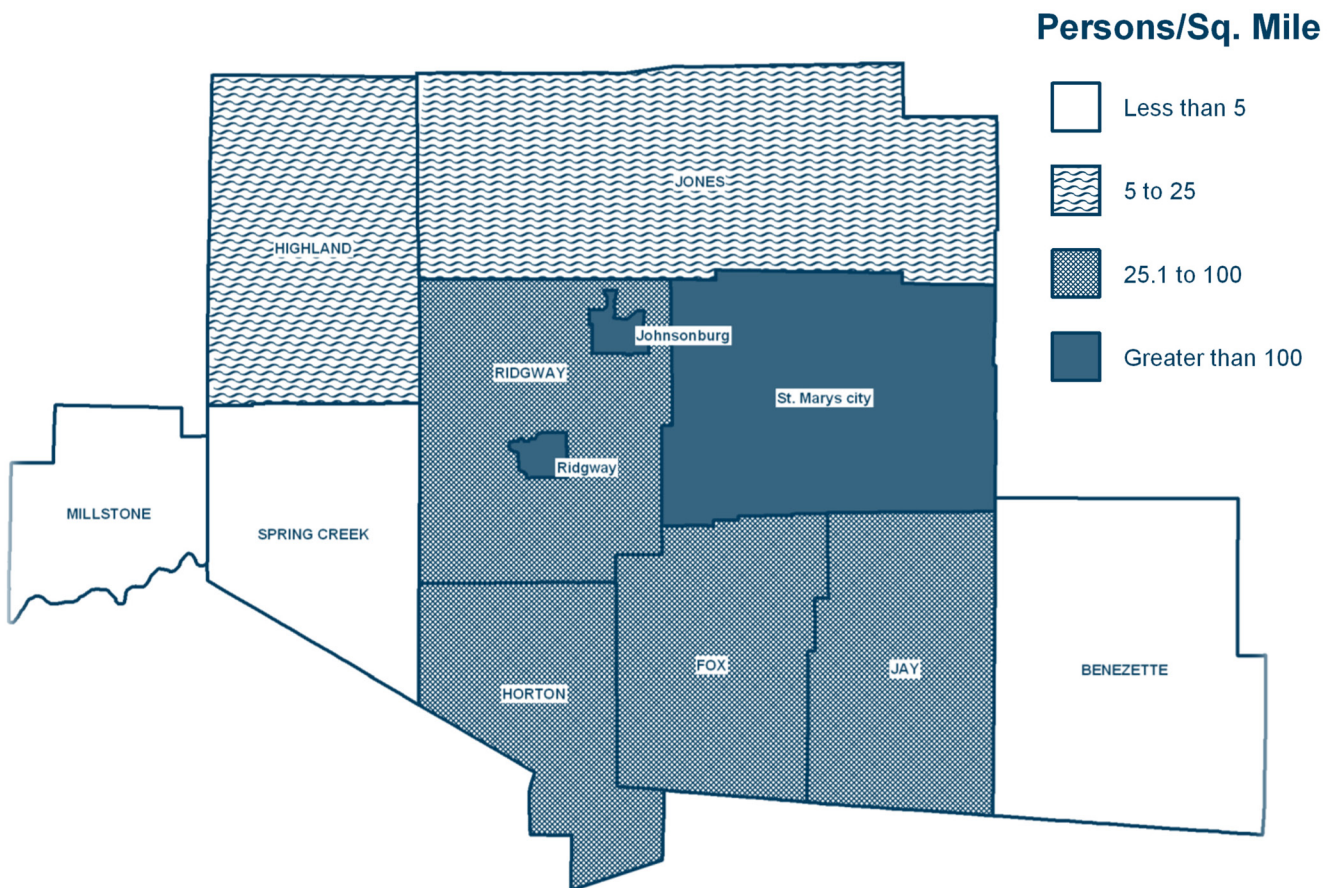 Persons/Sq. Mile
Less than 5
5 to 25
25.1 to 100
Greater than 100
JONES
HIGHLAND
Johnsonburg
RIDGWAY
St. Marys city
Ridgway
MILLSTONE
SPRING CREEK
FOX
JAY
BENEZETTE
HORTON